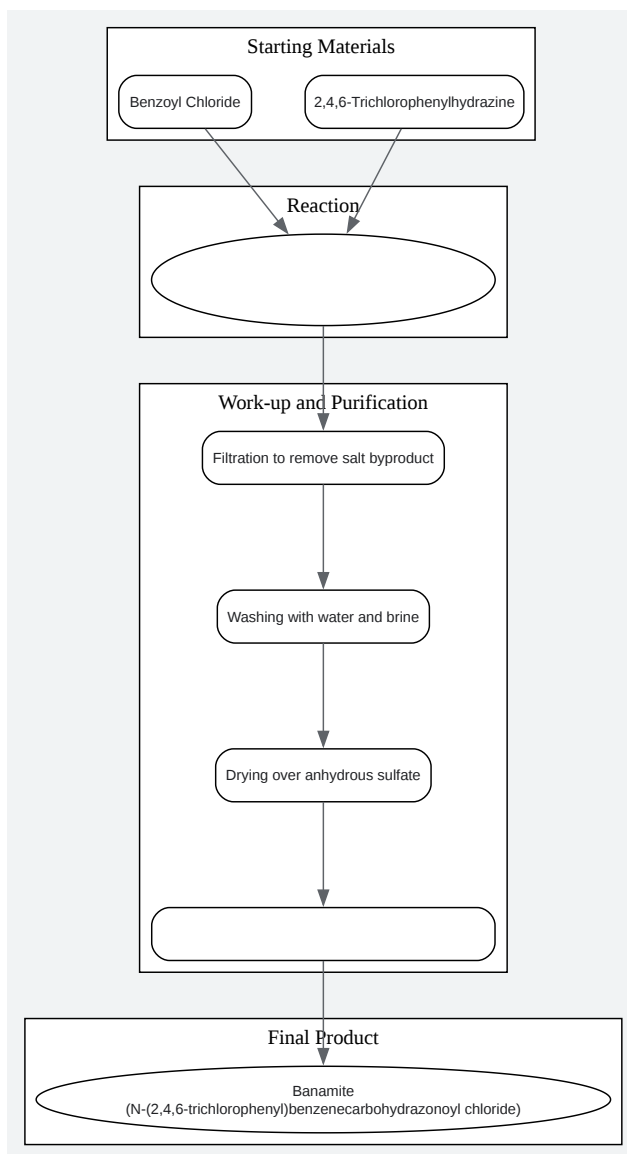 Starting Materials
Benzoyl Chloride
2,4,6-Trichlorophenylhydrazine
Reaction
Work-up and Purification
Filtration to remove salt byproduct
Washing with water and brine
Drying over anhydrous sulfate
Final Product
Banamite
(N-(2,4,6-trichlorophenyl)benzenecarbohydrazonoyl chloride)